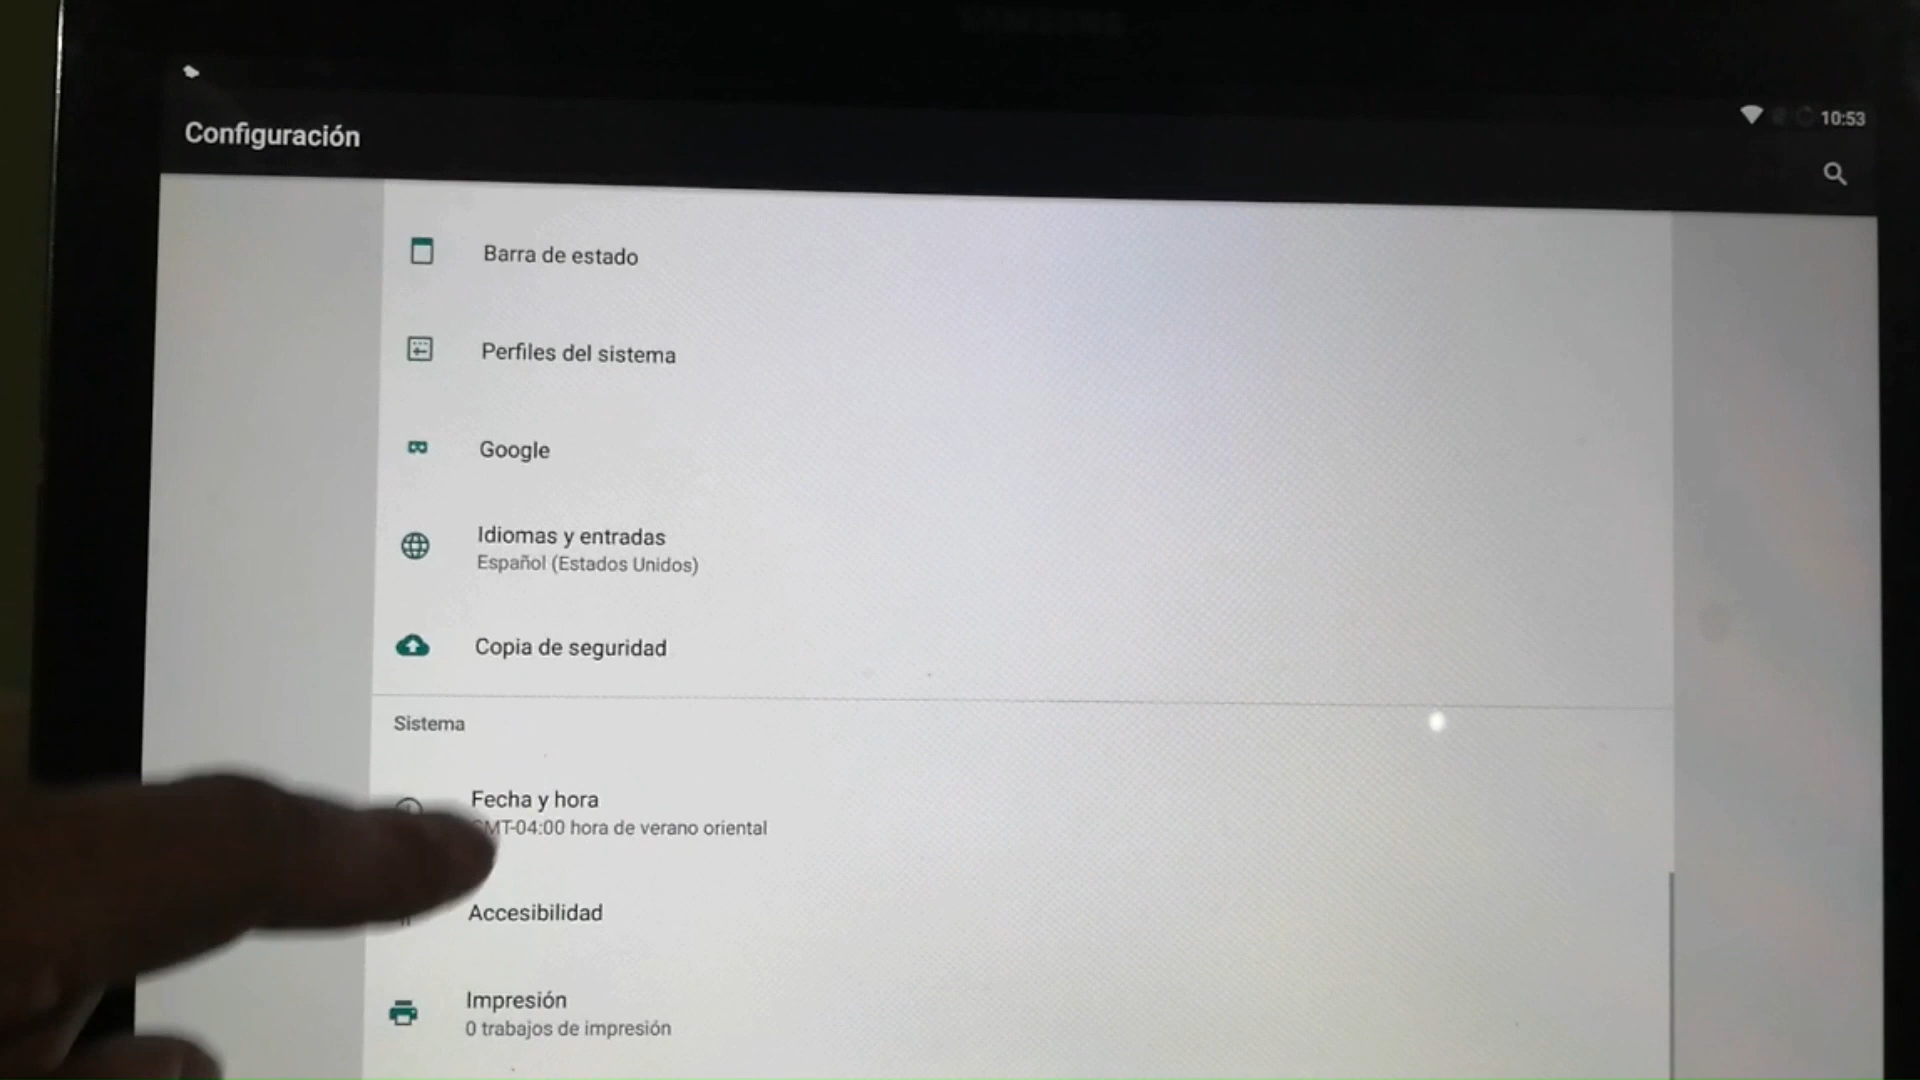 10:53
Configuración
Barra de estado
Perfiles del sistema
Google
Idiomas y entradas
Español (Estados Unidos)
Copia de seguridad
Sistema
Fecha y hora
MT-04:00 hora de verano oriental
Accesibilidad
Impresión
0 trabajos de impresión